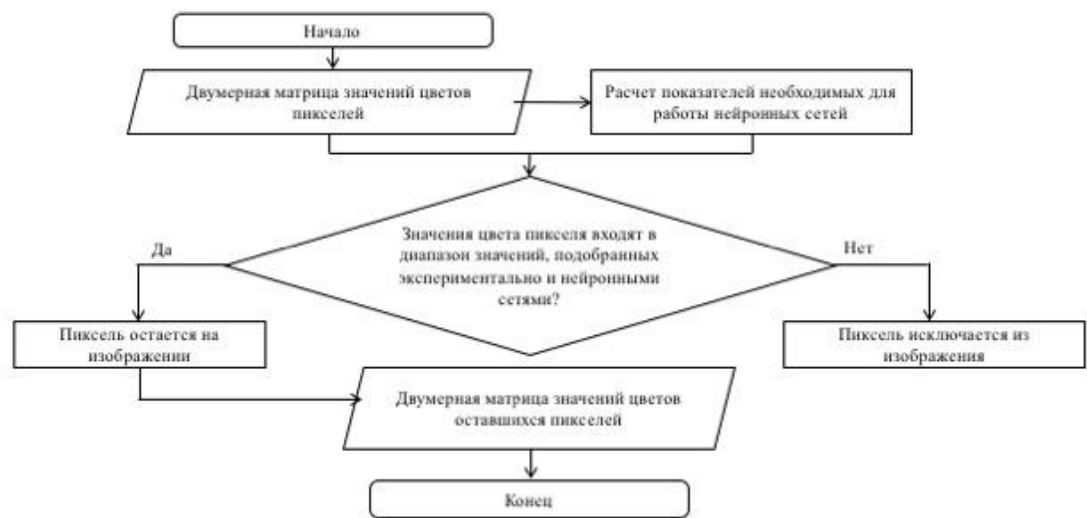 Начало
Двумерная матрица значений цветов
пикселей
Расчет показателей необходимых для
работы нейронных сетей
Значения цвета пикселя входят в
диапазон значений, подобранных
экспериментально и нейронными
сетями?
Да
Нет
Пиксель остается на
изображении
Пиксель исключается из
изображения
Двумерная матрица значений цветов
оставшихся пикселей
Конец